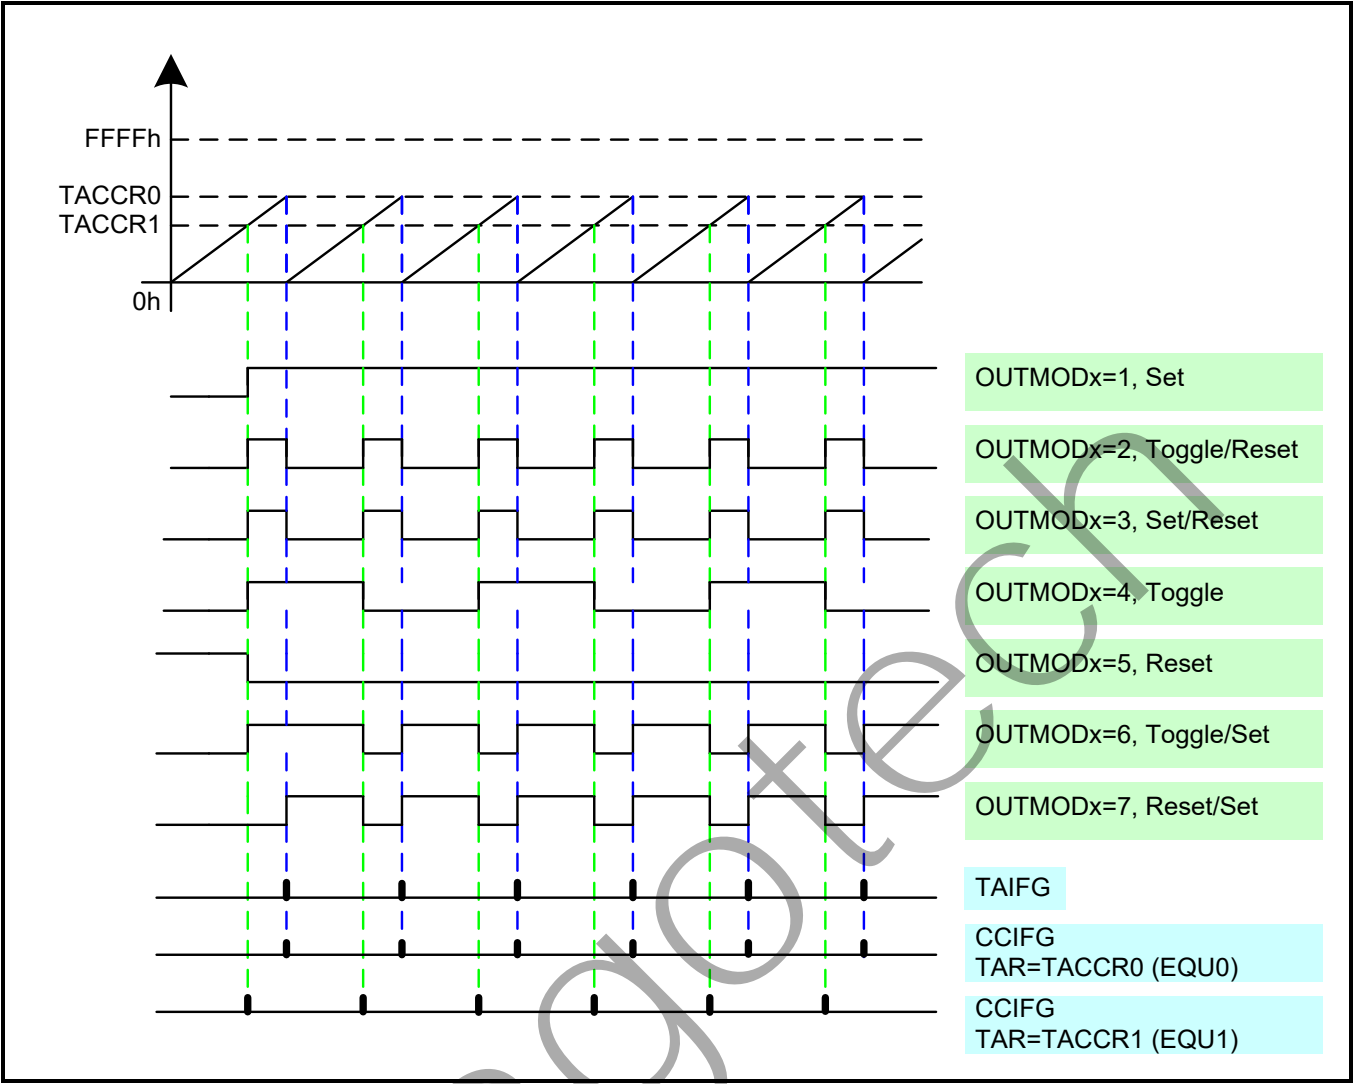 FFFFh
TACCR0
TACCR1
0h
OUTMODx=1, Set
OUTMODx=2, Toggle/Reset
OUTMODx=3, Set/Reset
OUTMODx=4, Toggle
OUTMODx=5, Reset
OUTMODx=6, Toggle/Set
OUTMODx=7, Reset/Set
TAIFG
CCIFG
TAR=TACCR0 (EQU0)
CCIFG
TAR=TACCR1 (EQU1)